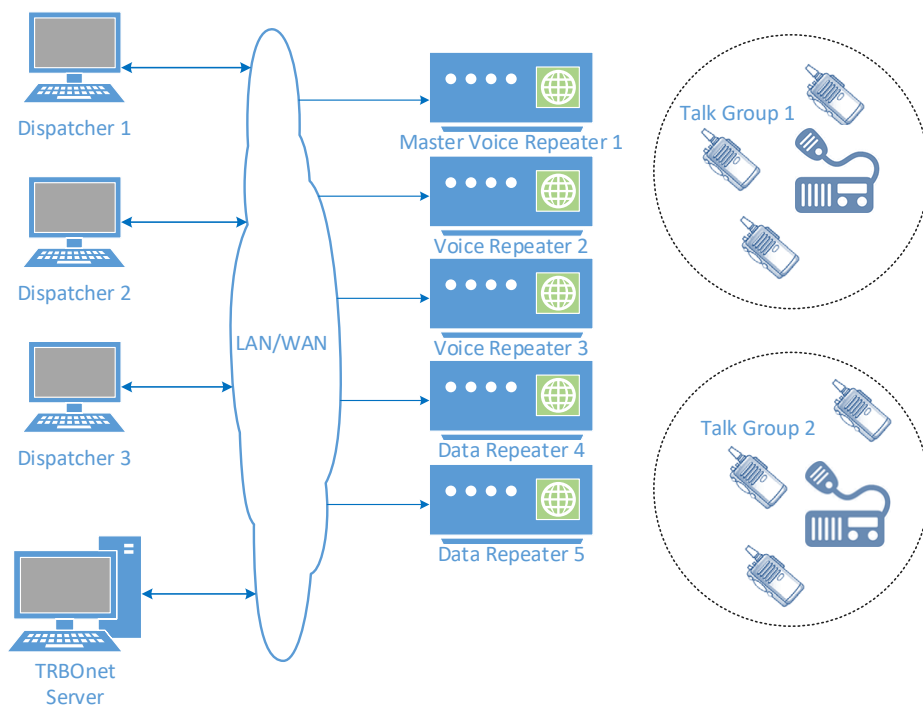 Dispatcher 1
Dispatcher 2
Dispatcher 3
TRBOnet
Server
LAN/WAN
Master Voice Repeater 1
Voice Repeater 2
Voice Repeater 3
Data Repeater 4
Data Repeater 5
Talk Group 1
Talk Group 2